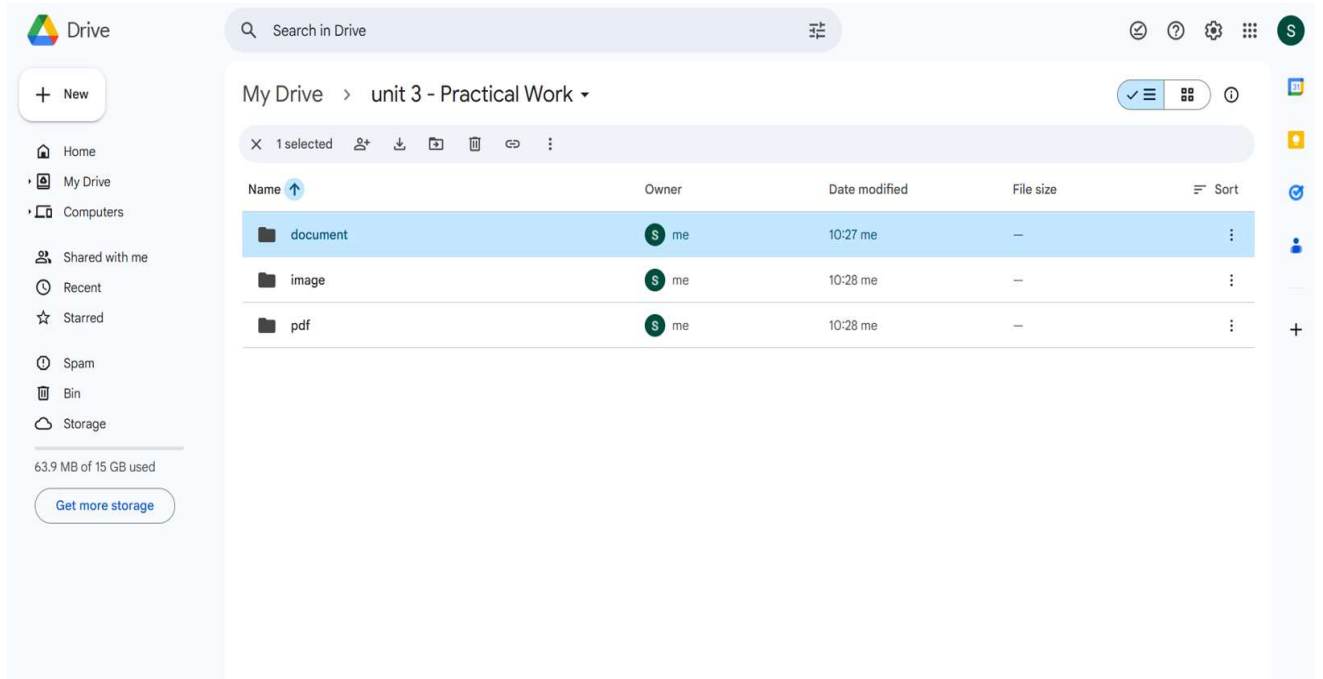 Drive
Search in Drive
S
New
My Drive > unit 3 - Practical Work
31
1 selected
Home
My Drive
Computers
Name Owner Date modified File size Sort
document S me 10:27 me —
Shared with me
image S me 10:28 me —
Recent
Starred
pdf S me 10:28 me —
Spam
Bin
Storage
63.9 MB of 15 GB used
Get more storage